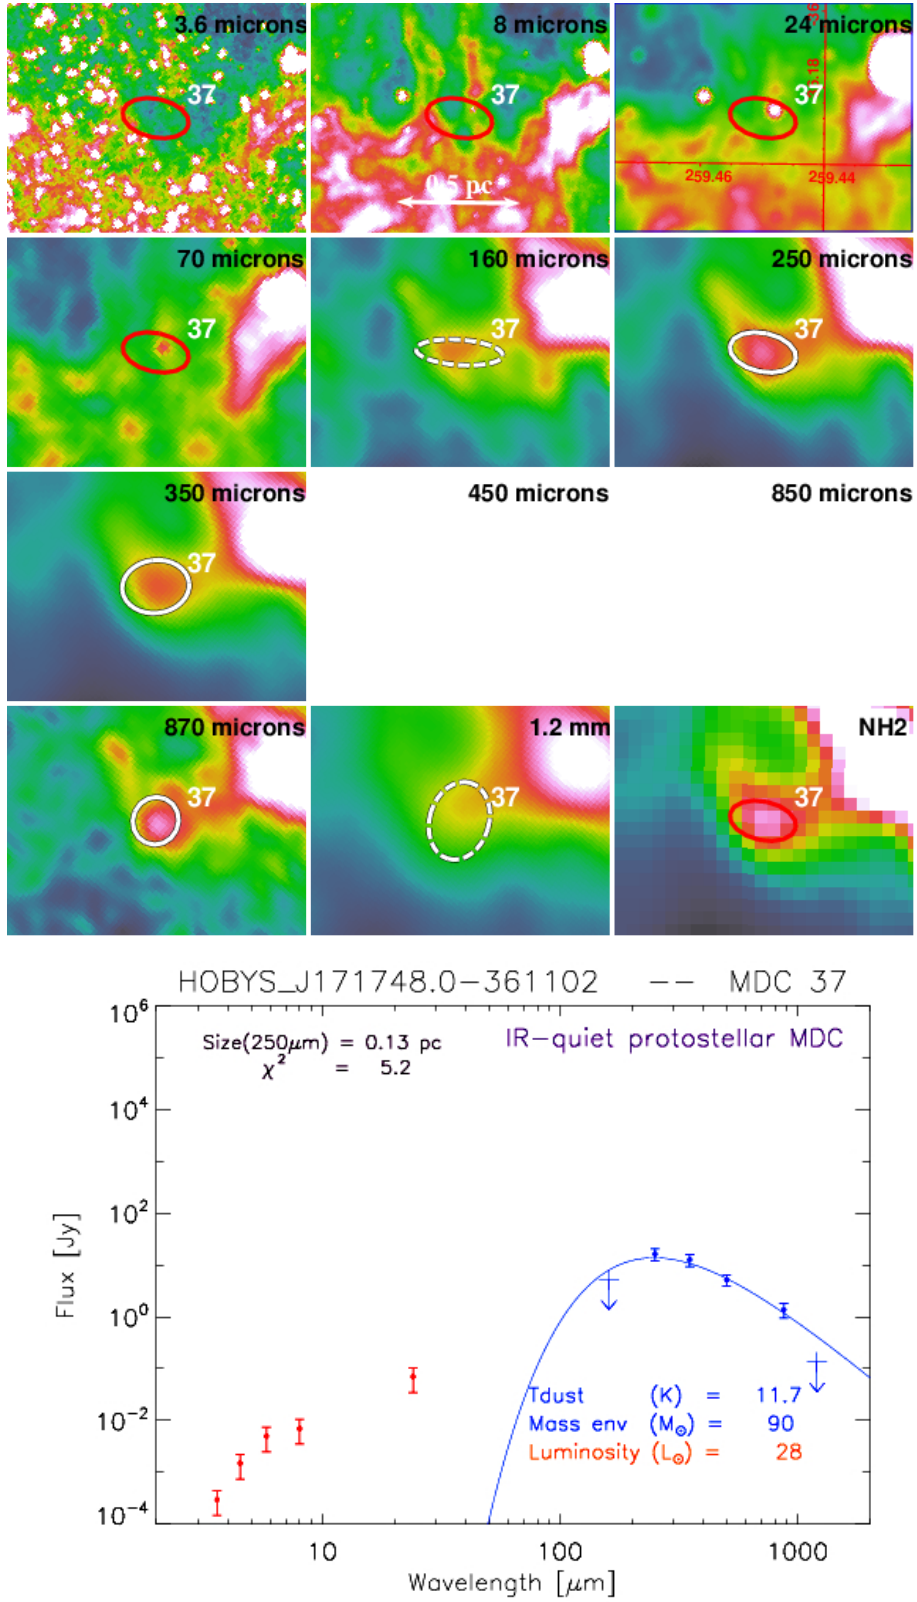 3.6 microns
37
8 microns
37
0.5 pc
24 microns
37
259.46
259.44
70 microns
37
160 microns
37
250 microns
37
350 microns
37
450 microns
850 microns
870 microns
37
1.2 mm
37
NH2
37
HOBYS_J171748.0-361102 -- MDC 37
Size(250μm) = 0.13 pc
χ² = 5.2
IR-quiet protostellar MDC
10⁶
10⁴
10²
10⁰
10⁻²
10⁻⁴
Flux [Jy]
Tdust (K) = 11.7
Mass env (M⊙) = 90
Luminosity (L⊙) = 28
10
100
1000
Wavelength [μm]